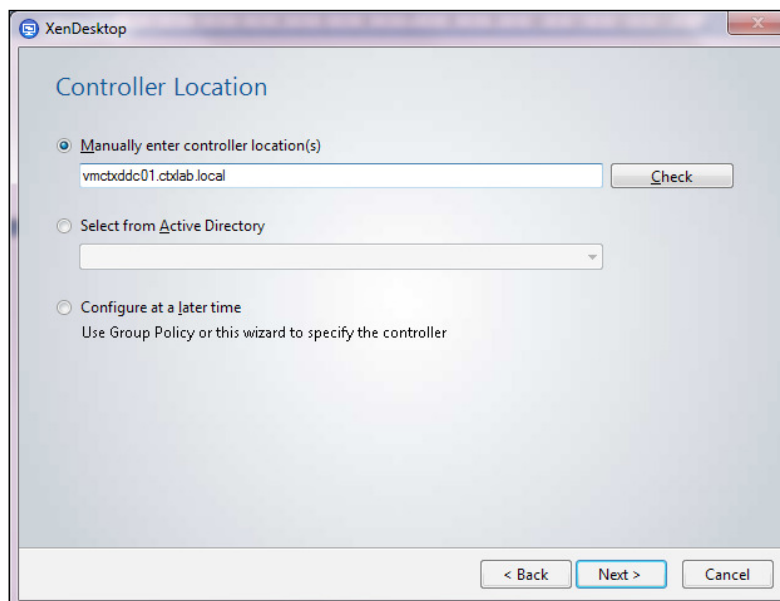 XenDesktop
Controller Location
Manually enter controller location(s)
vmctxddc01.ctxlab.local
Check
Select from Active Directory
Configure at a later time
Use Group Policy or this wizard to specify the controller
< Back
Next >
Cancel